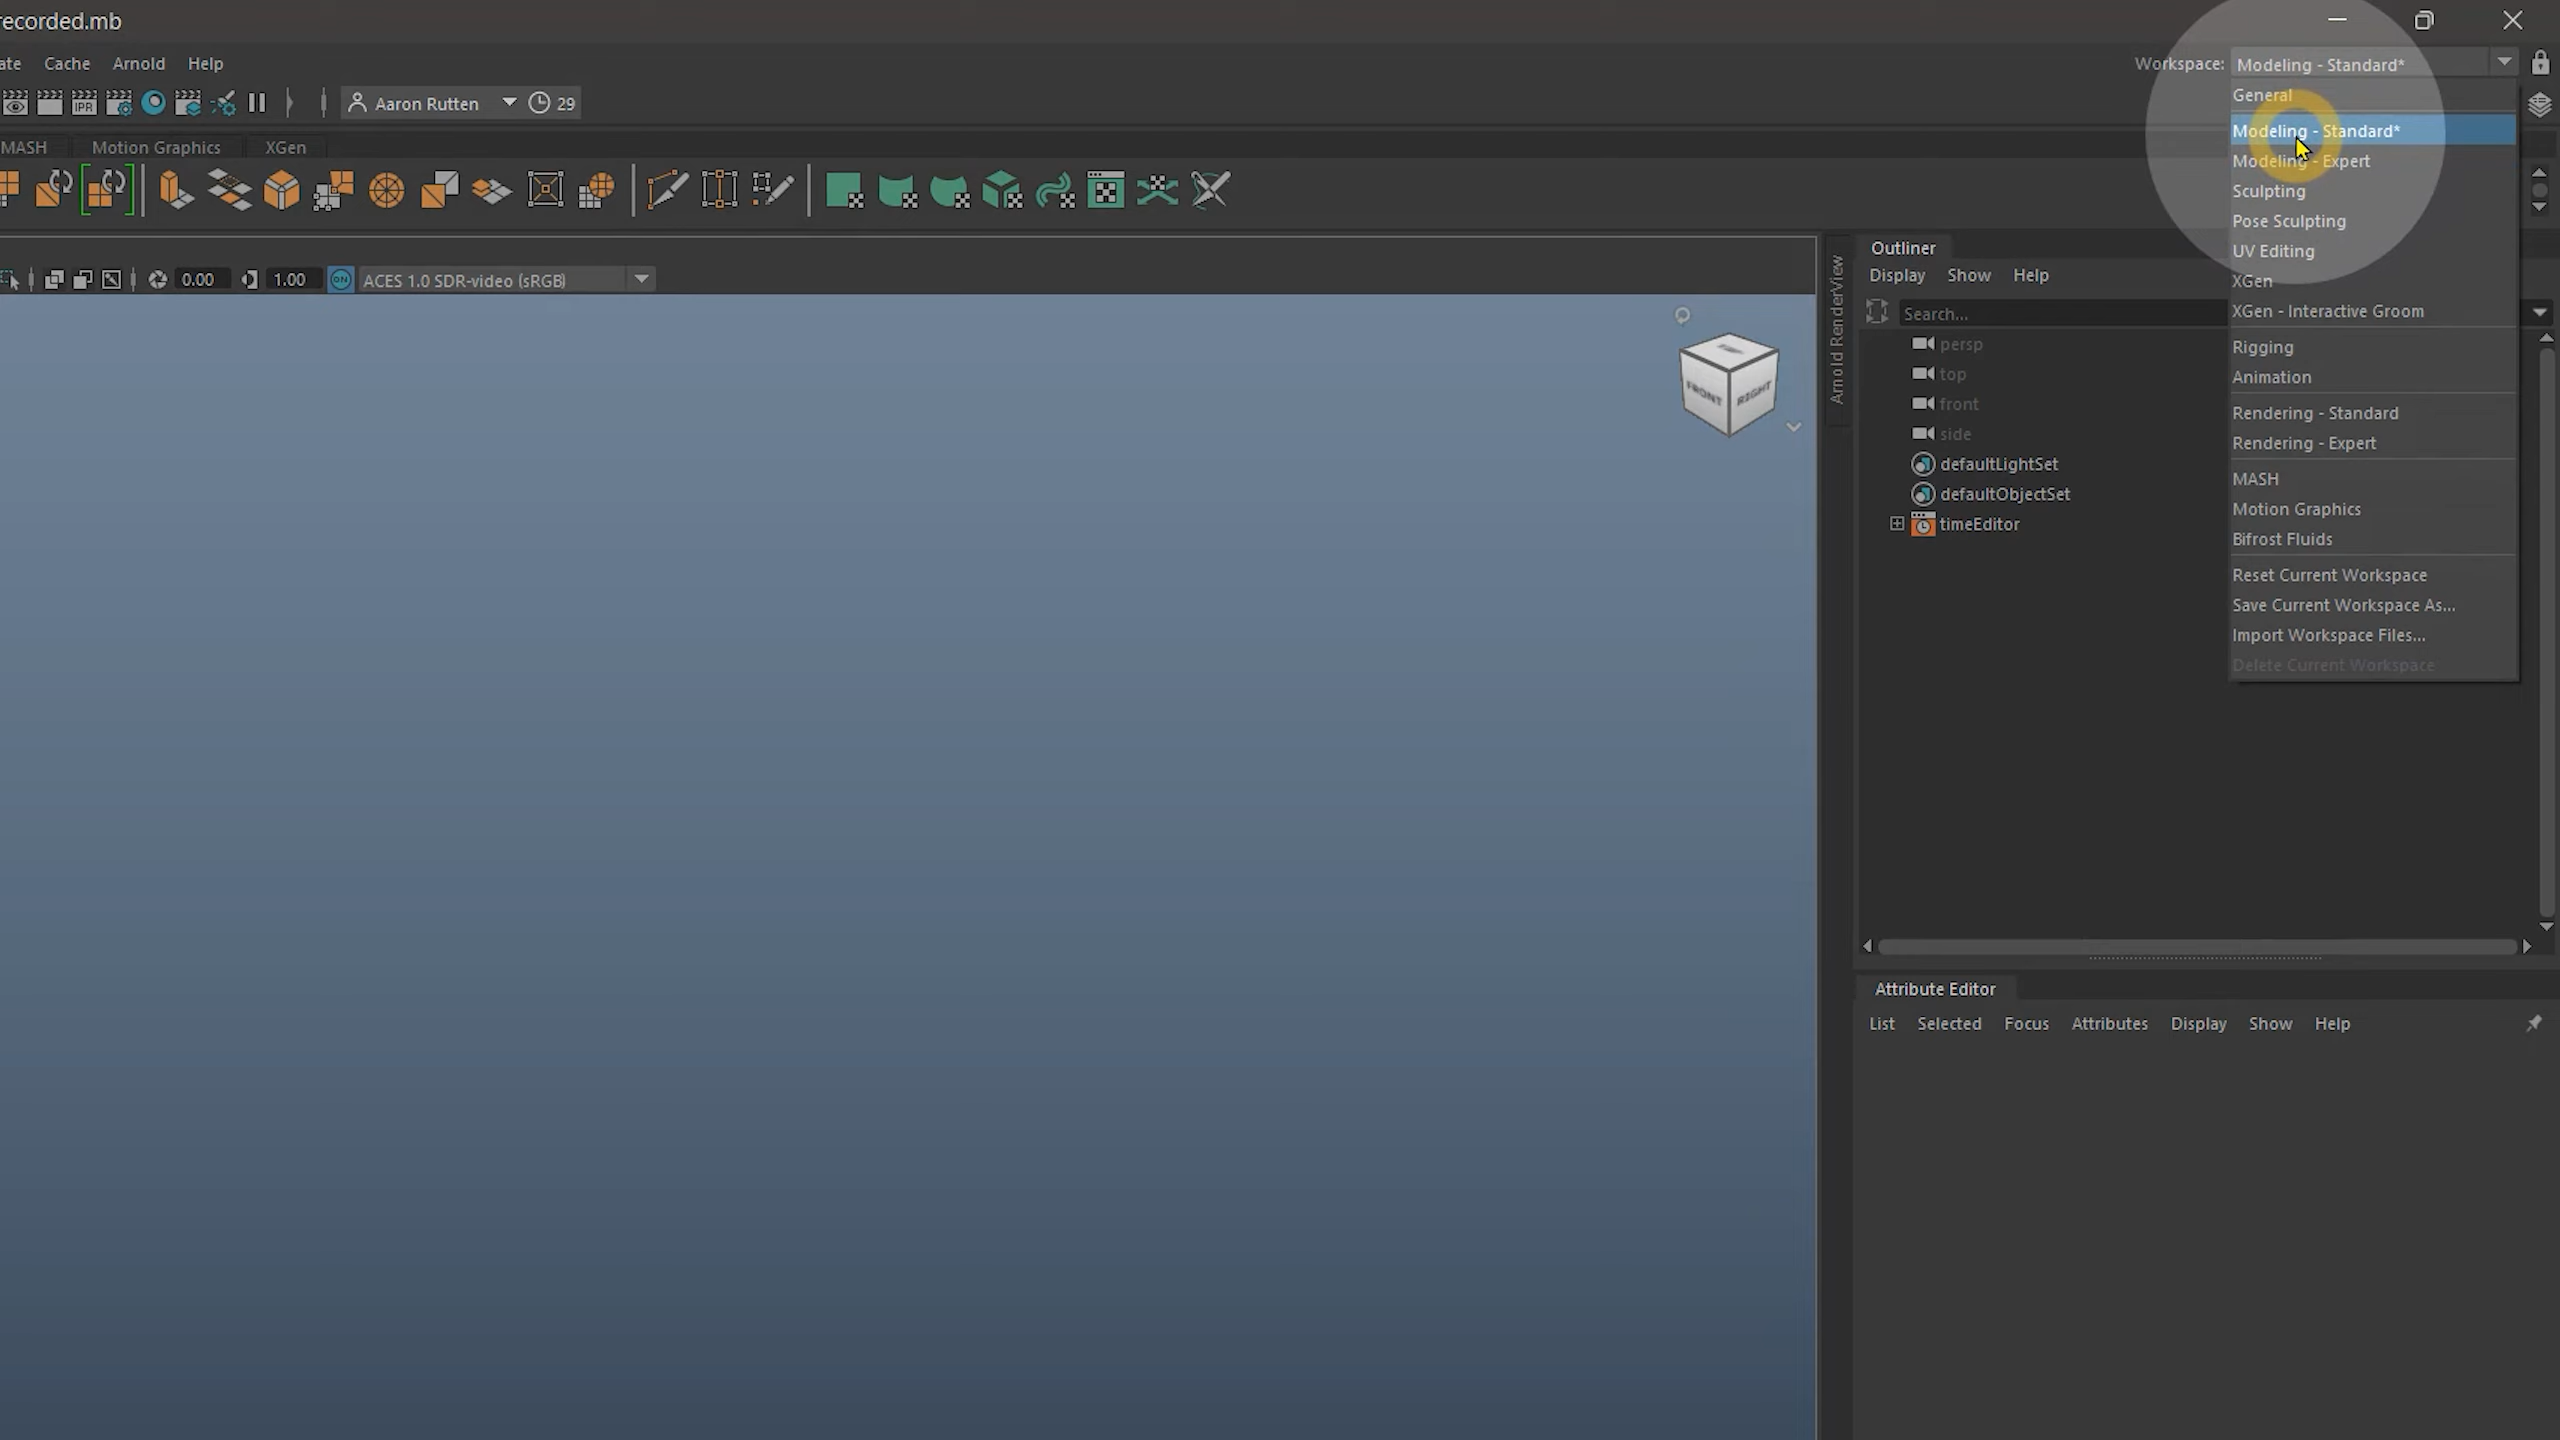 recorded.mb
ate Cache Arnold Help
Workspace: Modeling - Standard*
IPR Aaron Rutten 29
MASH Motion Graphics XGen
General
Modeling - Standard*
Modeling - Expert
Sculpting
Pose Sculpting
UV Editing
XGen
XGen - Interactive Groom
Rigging
Animation
Rendering - Standard
Rendering - Expert
MASH
Motion Graphics
Bifrost Fluids
Reset Current Workspace
Save Current Workspace As...
Import Workspace Files...
Delete Current Workspace
0.00 1.00 ON ACES 1.0 SDR-video (sRGB)
FRONT RIGHT
Arnold RenderView
Outliner
Display Show Help
Search...
persp
top
front
side
defaultLightSet
defaultObjectSet
timeEditor
Attribute Editor
List Selected Focus Attributes Display Show Help